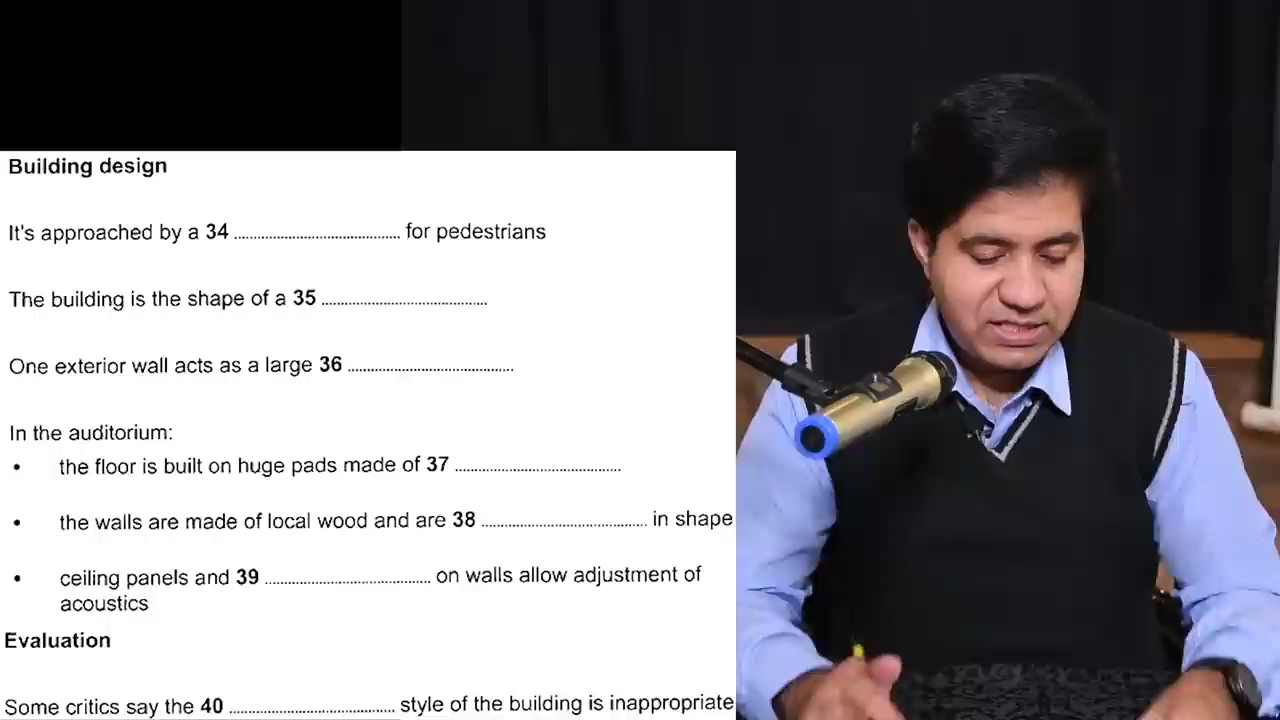 Building design
It's approached by a 34 ........................................ for pedestrians
The building is the shape of a 35 ........................................
One exterior wall acts as a large 36 ........................................
In the auditorium:
• the floor is built on huge pads made of 37 ........................................
• the walls are made of local wood and are 38 ........................................ in shape
• ceiling panels and 39 ........................................ on walls allow adjustment of
acoustics
Evaluation
Some critics say the 40 ........................................ style of the building is inappropriate